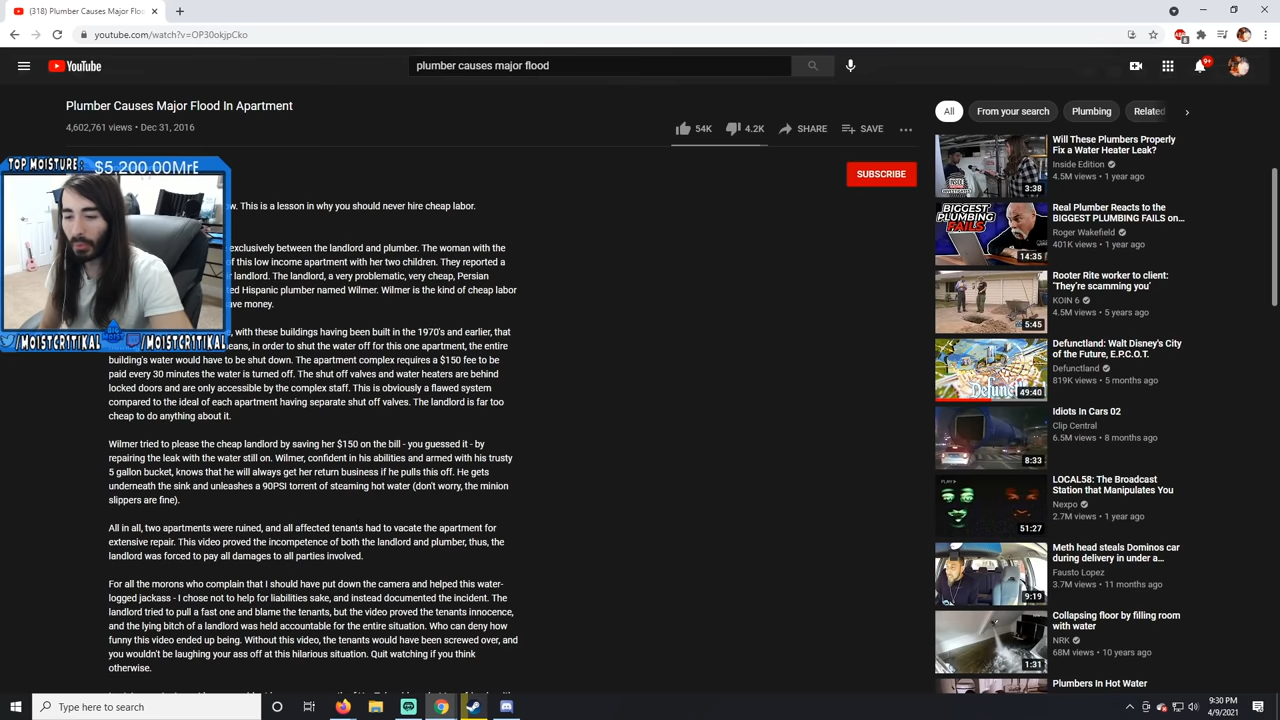 (318) Plumber Causes Major Floo
youtube.com/watch?v=OP30okjpCko
YouTube
plumber causes major flood
9+
Plumber Causes Major Flood In Apartment
4,602,761 views • Dec 31, 2016
54K
4.2K
SHARE
SAVE
SUBSCRIBE
TOP MOISTURE:
$5,200.00MrE
/MOISTCR1TIKAL
BIG MOIST
/MOISTCR1TIKAL
w. This is a lesson in why you should never hire cheap labor.
exclusively between the landlord and plumber. The woman with the
of this low income apartment with her two children. They reported a
landlord. The landlord, a very problematic, very cheap, Persian
ed Hispanic plumber named Wilmer. Wilmer is the kind of cheap labor
ave money.
, with these buildings having been built in the 1970's and earlier, that
eans, in order to shut the water off for this one apartment, the entire
building's water would have to be shut down. The apartment complex requires a $150 fee to be
paid every 30 minutes the water is turned off. The shut off valves and water heaters are behind
locked doors and are only accessible by the complex staff. This is obviously a flawed system
compared to the ideal of each apartment having separate shut off valves. The landlord is far too
cheap to do anything about it.
Wilmer tried to please the cheap landlord by saving her $150 on the bill - you guessed it - by
repairing the leak with the water still on. Wilmer, confident in his abilities and armed with his trusty
5 gallon bucket, knows that he will always get her return business if he pulls this off. He gets
underneath the sink and unleashes a 90PSI torrent of steaming hot water (don't worry, the minion
slippers are fine).
All in all, two apartments were ruined, and all affected tenants had to vacate the apartment for
extensive repair. This video proved the incompetence of both the landlord and plumber, thus, the
landlord was forced to pay all damages to all parties involved.
For all the morons who complain that I should have put down the camera and helped this water-
logged jackass - I chose not to help for liabilities sake, and instead documented the incident. The
landlord tried to pull a fast one and blame the tenants, but the video proved the tenants innocence,
and the lying bitch of a landlord was held accountable for the entire situation. Who can deny how
funny this video ended up being. Without this video, the tenants would have been screwed over, and
you wouldn't be laughing your ass off at this hilarious situation. Quit watching if you think
otherwise.
All
From your search
Plumbing
Related
Will These Plumbers Properly
Fix a Water Heater Leak?
Inside Edition
4.5M views • 1 year ago
3:38
BIGGEST
PLUMBING
FAILS
14:35
Real Plumber Reacts to the
BIGGEST PLUMBING FAILS on...
Roger Wakefield
401K views • 1 year ago
5:45
Rooter Rite worker to client:
'They're scamming you'
KOIN 6
4.5M views • 5 years ago
Defunctl
49:40
Defunctland: Walt Disney's City
of the Future, E.P.C.O.T.
Defunctland
819K views • 5 months ago
8:33
Idiots In Cars 02
Clip Central
6.5M views • 8 months ago
PLAY
51:27
LOCAL58: The Broadcast
Station that Manipulates You
Nexpo
2.7M views • 1 year ago
9:19
Meth head steals Dominos car
during delivery in under a...
Fausto Lopez
3.7M views • 11 months ago
1:31
Collapsing floor by filling room
with water
NRK
68M views • 10 years ago
Plumbers In Hot Water
Type here to search
9:30 PM
4/9/2021